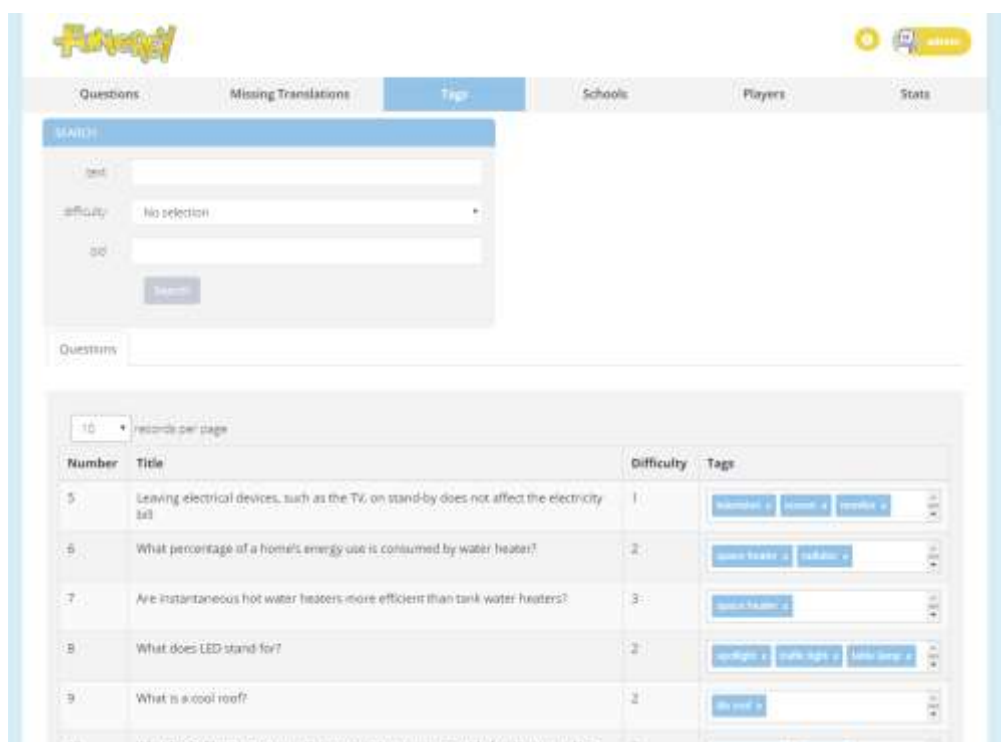 admin
Questions Missing Translations Tags Schools Players Stats
SEARCH
text
difficulty No selection
Search
Questions
10 records per page
Number Title Difficulty Tags
5 Leaving electrical devices, such as the TV, on stand-by does not affect the electricity 1 television x x x
bill
6 What percentage of a home's energy use is consumed by water heater? 2 space heater x radiator x
7 Are instantaneous hot water heaters more efficient than tank water heaters? 3 space heater x
8 What does LED stand for? 2 spotlight x traffic light x table lamp x
9 What is a cool roof? 2 tile roof x